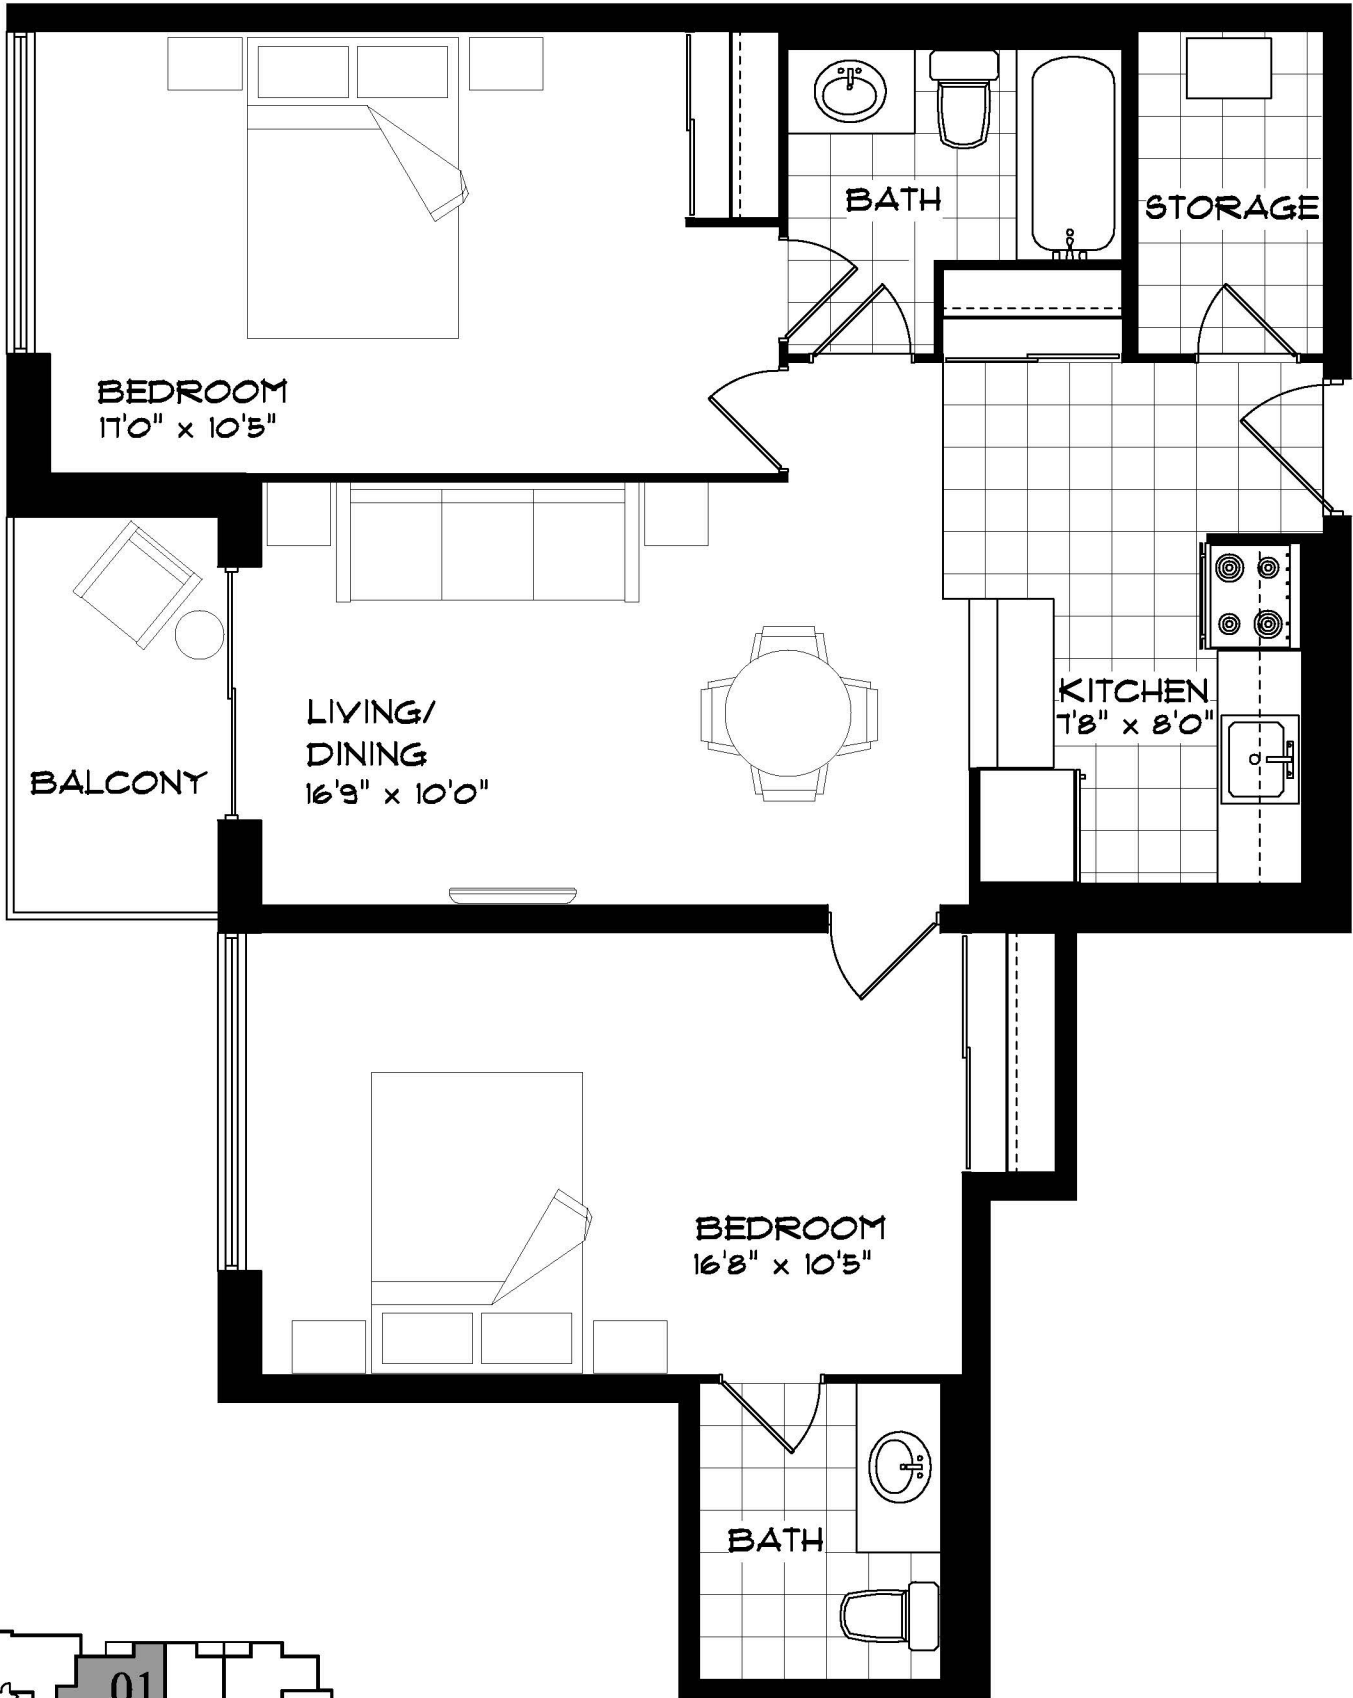 BATH
STORAGE
BEDROOM
17'0" x 10'5"
KITCHEN
7'8" x 8'0"
LIVING/
DINING
16'9" x 10'0"
BALCONY
BEDROOM
16'8" x 10'5"
BATH
01